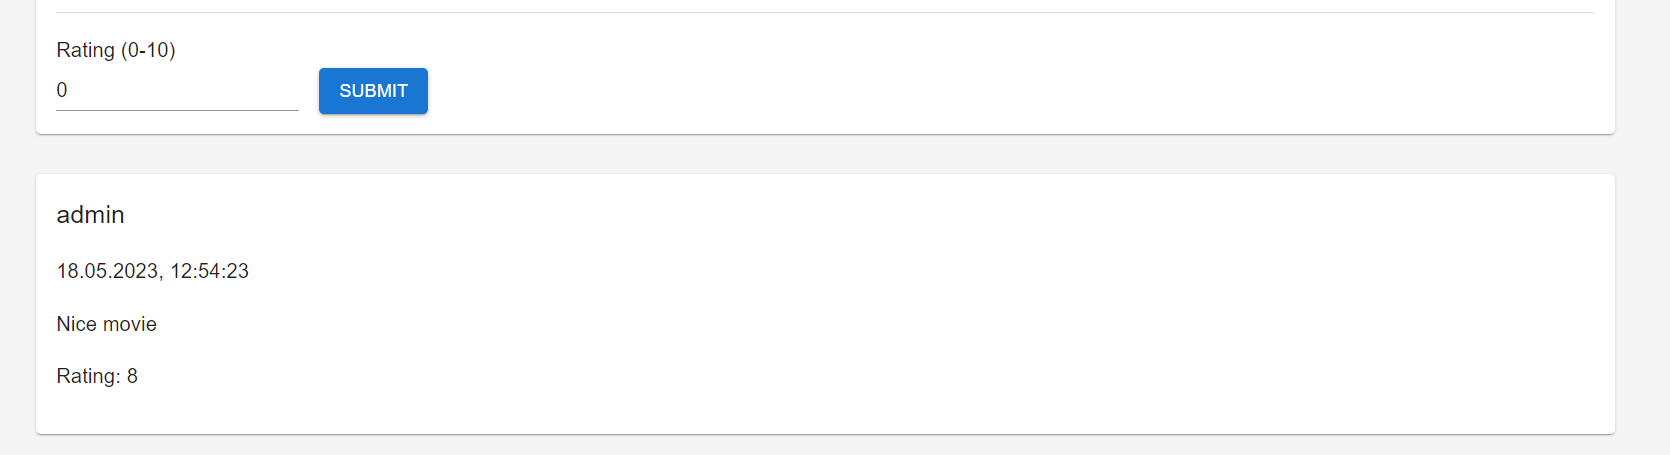 Rating (0-10)
0
SUBMIT
admin
18.05.2023, 12:54:23
Nice movie
Rating: 8